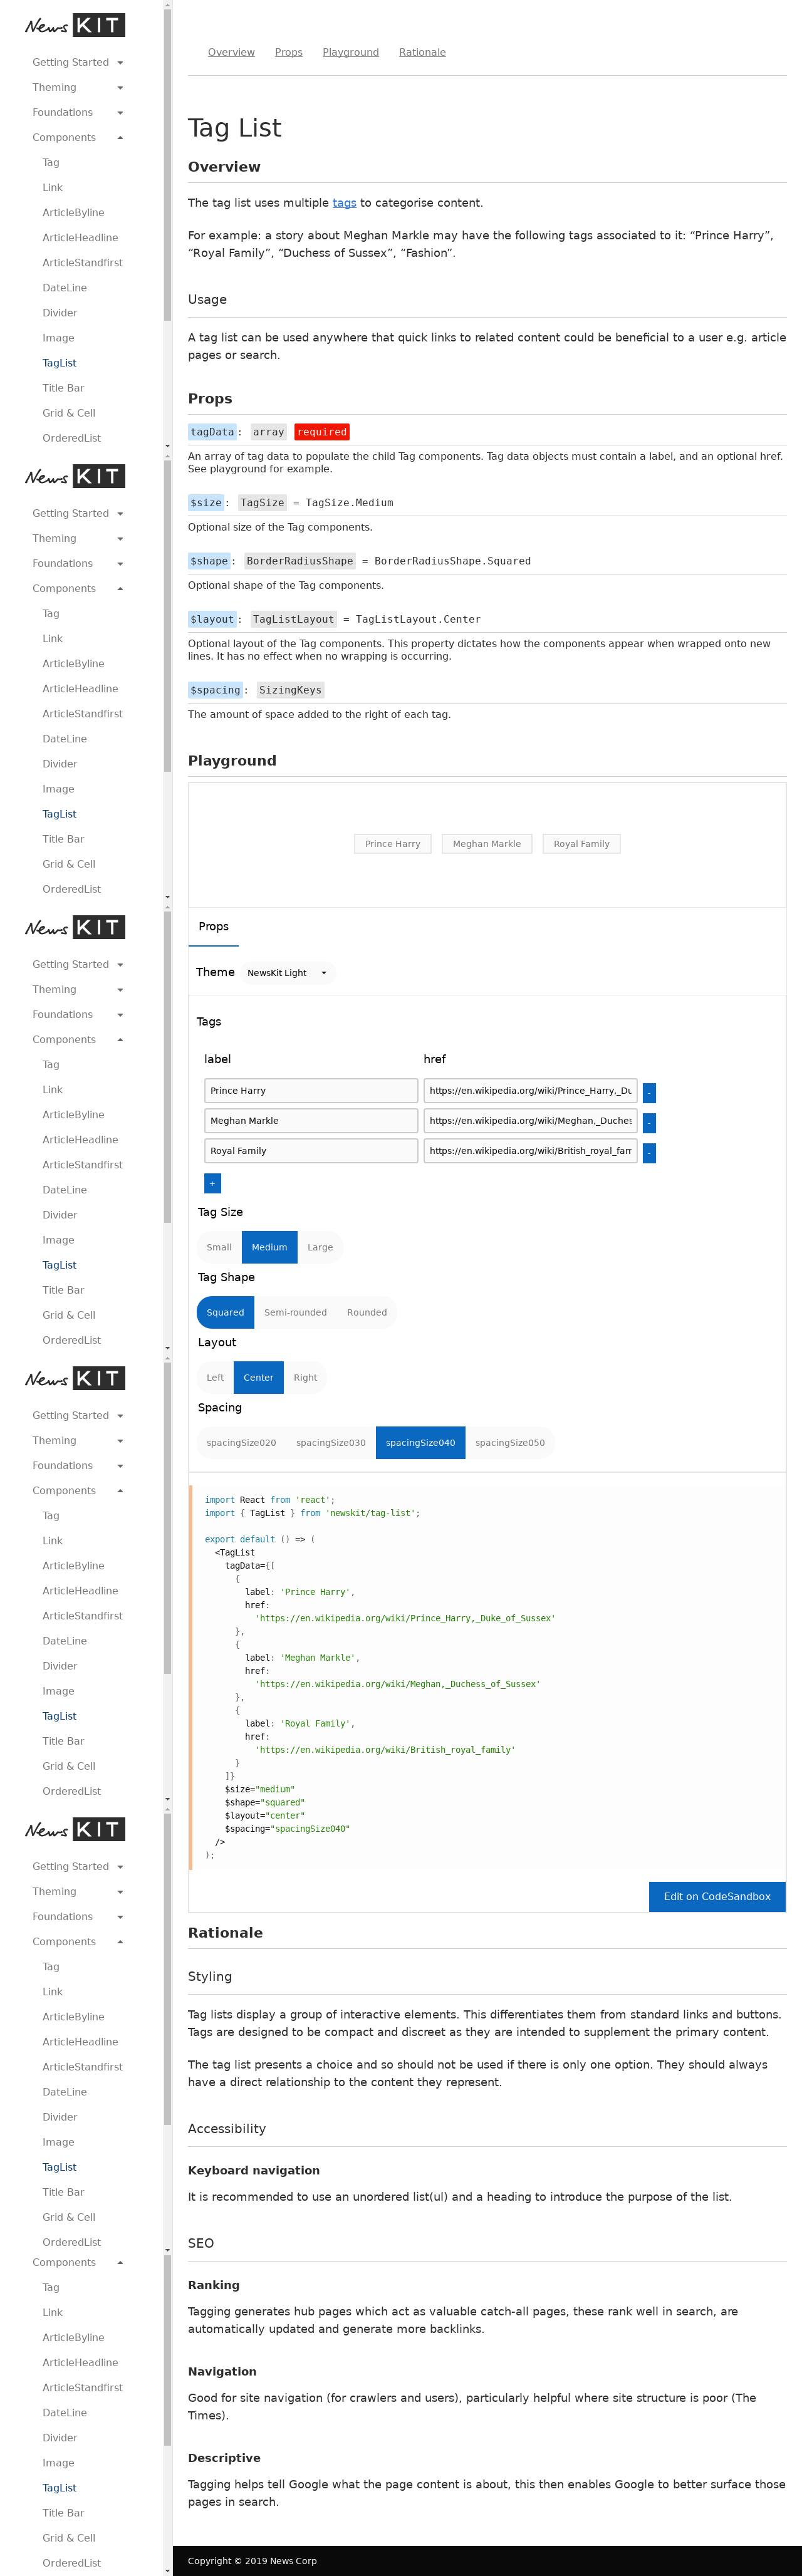 News KIT
Getting Started
Theming
Foundations
Components
Tag
Link
ArticleByline
ArticleHeadline
ArticleStandfirst
DateLine
Divider
Image
TagList
Title Bar
Grid & Cell
OrderedList
News KIT
Getting Started
Theming
Foundations
Components
Tag
Link
ArticleByline
ArticleHeadline
ArticleStandfirst
DateLine
Divider
Image
TagList
Title Bar
Grid & Cell
OrderedList
News KIT
Getting Started
Theming
Foundations
Components
Tag
Link
ArticleByline
ArticleHeadline
ArticleStandfirst
DateLine
Divider
Image
TagList
Title Bar
Grid & Cell
OrderedList
News KIT
Getting Started
Theming
Foundations
Components
Tag
Link
ArticleByline
ArticleHeadline
ArticleStandfirst
DateLine
Divider
Image
TagList
Title Bar
Grid & Cell
OrderedList
News KIT
Getting Started
Theming
Foundations
Components
Tag
Link
ArticleByline
ArticleHeadline
ArticleStandfirst
DateLine
Divider
Image
TagList
Title Bar
Grid & Cell
OrderedList
Components
Tag
Link
ArticleByline
ArticleHeadline
ArticleStandfirst
DateLine
Divider
Image
TagList
Title Bar
Grid & Cell
OrderedList
Overview Props Playground Rationale
Tag List
Overview
The tag list uses multiple tags to categorise content.
For example: a story about Meghan Markle may have the following tags associated to it: “Prince Harry”,
“Royal Family”, “Duchess of Sussex”, “Fashion”.
Usage
A tag list can be used anywhere that quick links to related content could be beneficial to a user e.g. article
pages or search.
Props
tagData: array required
An array of tag data to populate the child Tag components. Tag data objects must contain a label, and an optional href.
See playground for example.
$size: TagSize = TagSize.Medium
Optional size of the Tag components.
$shape: BorderRadiusShape = BorderRadiusShape.Squared
Optional shape of the Tag components.
$layout: TagListLayout = TagListLayout.Center
Optional layout of the Tag components. This property dictates how the components appear when wrapped onto new
lines. It has no effect when no wrapping is occurring.
$spacing: SizingKeys
The amount of space added to the right of each tag.
Playground
Prince Harry Meghan Markle Royal Family
Props
Theme NewsKit Light
Tags
label href
Prince Harry https://en.wikipedia.org/wiki/Prince_Harry,_Du -
Meghan Markle https://en.wikipedia.org/wiki/Meghan,_Duches -
Royal Family https://en.wikipedia.org/wiki/British_royal_fam -
+
Tag Size
Small Medium Large
Tag Shape
Squared Semi-rounded Rounded
Layout
Left Center Right
Spacing
spacingSize020 spacingSize030 spacingSize040 spacingSize050
import React from 'react';
import { TagList } from 'newskit/tag-list';
export default () => (
<TagList
tagData={[
{
label: 'Prince Harry',
href:
'https://en.wikipedia.org/wiki/Prince_Harry,_Duke_of_Sussex'
},
{
label: 'Meghan Markle',
href:
'https://en.wikipedia.org/wiki/Meghan,_Duchess_of_Sussex'
},
{
label: 'Royal Family',
href:
'https://en.wikipedia.org/wiki/British_royal_family'
}
]}
$size="medium"
$shape="squared"
$layout="center"
$spacing="spacingSize040"
/>
);
Edit on CodeSandbox
Rationale
Styling
Tag lists display a group of interactive elements. This differentiates them from standard links and buttons.
Tags are designed to be compact and discreet as they are intended to supplement the primary content.
The tag list presents a choice and so should not be used if there is only one option. They should always
have a direct relationship to the content they represent.
Accessibility
Keyboard navigation
It is recommended to use an unordered list(ul) and a heading to introduce the purpose of the list.
SEO
Ranking
Tagging generates hub pages which act as valuable catch-all pages, these rank well in search, are
automatically updated and generate more backlinks.
Navigation
Good for site navigation (for crawlers and users), particularly helpful where site structure is poor (The
Times).
Descriptive
Tagging helps tell Google what the page content is about, this then enables Google to better surface those
pages in search.
Copyright © 2019 News Corp